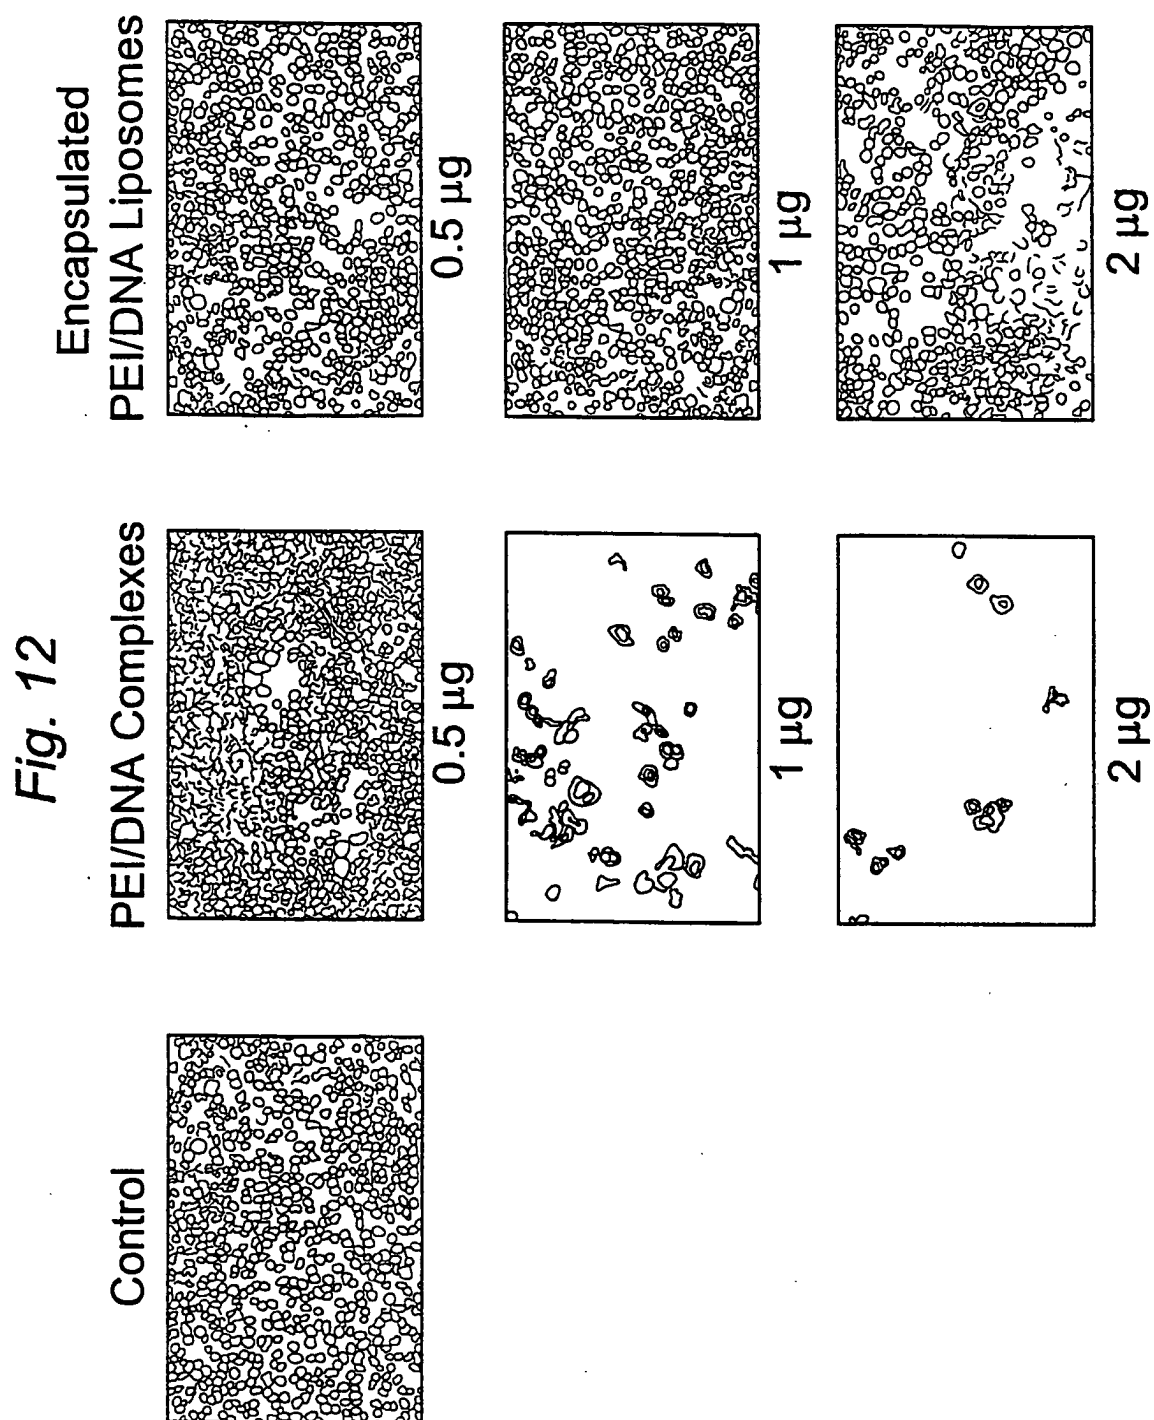 Fig. 12
Control
PEI/DNA Complexes
Encapsulated
PEI/DNA Liposomes
0.5 µg
0.5 µg
1 µg
1 µg
2 µg
2 µg